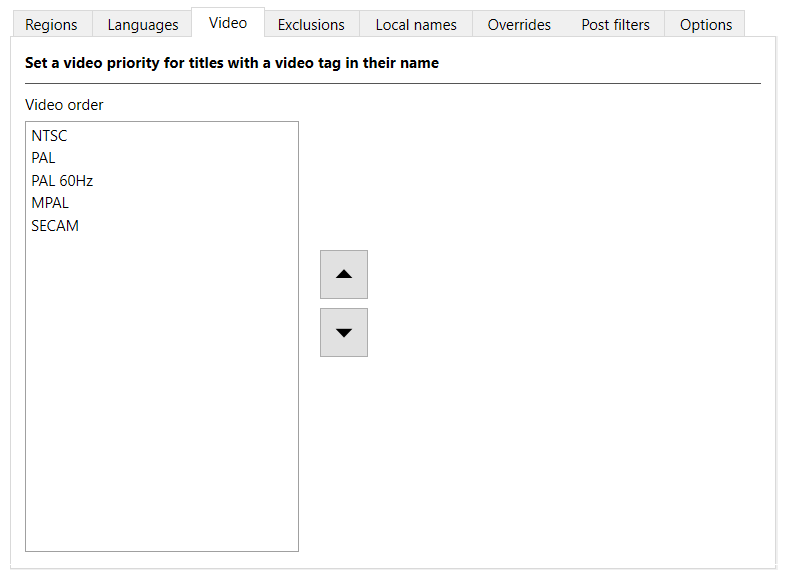 Regions Languages Video Exclusions Local names Overrides Post filters Options
Set a video priority for titles with a video tag in their name
Video order
NTSC
PAL
PAL 60Hz
MPAL
SECAM